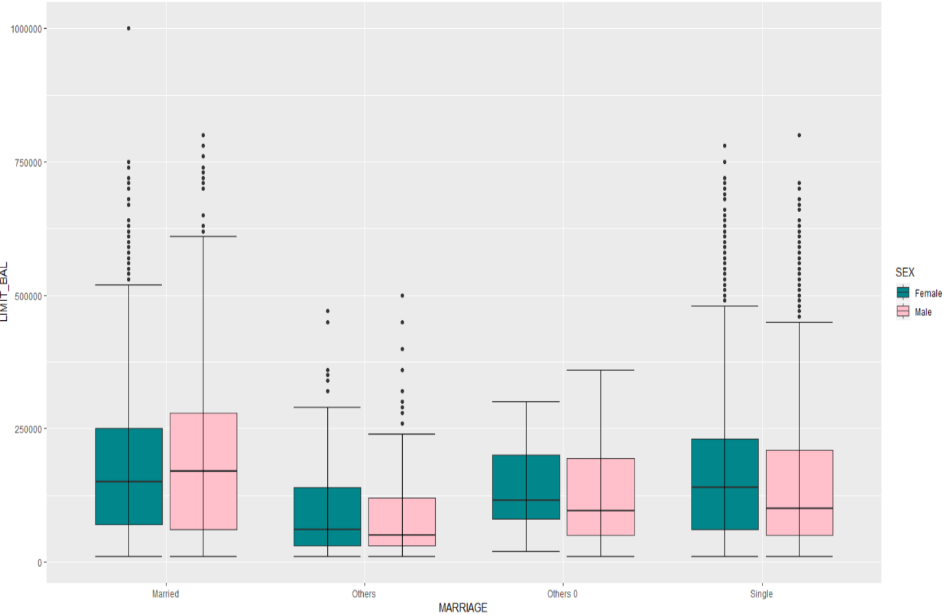 1000000
750000
500000
250000
0
LIMIT_BAL
Married
Others
Others 0
Single
MARRIAGE
SEX
Female
Male